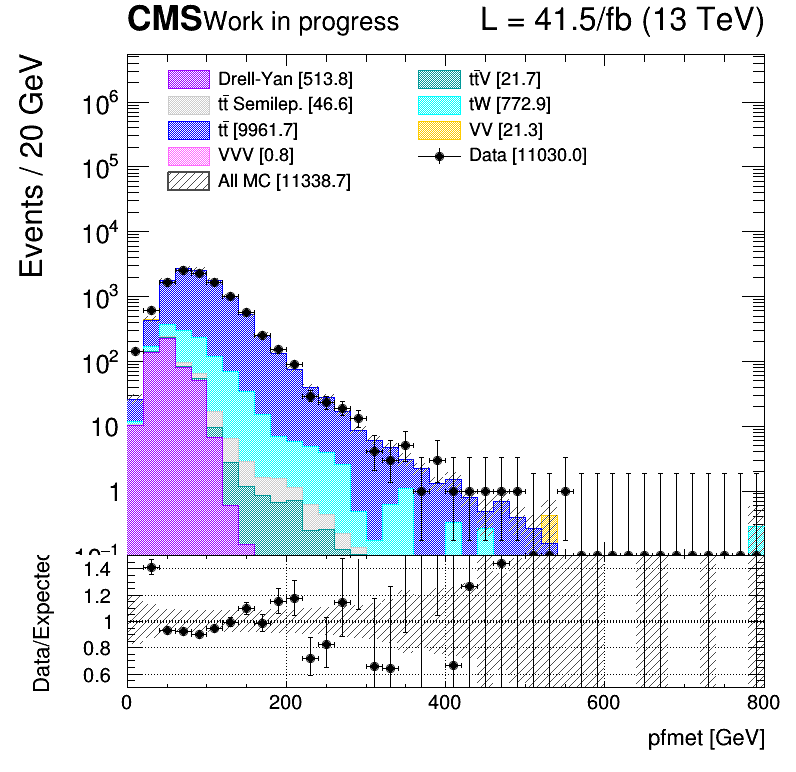 CMS Work in progress L = 41.5/fb (13 TeV)
Events / 20 GeV
Drell-Yan [513.8]
tt̄ Semilep. [46.6]
tt̄ [9961.7]
VVV [0.8]
All MC [11338.7]
tt̄V [21.7]
tW [772.9]
VV [21.3]
Data [11030.0]
10⁶
10⁵
10⁴
10³
10²
10
1
10⁻¹
Data/Expected
1.4
1.2
1
0.8
0.6
0 200 400 600 800
pfmet [GeV]